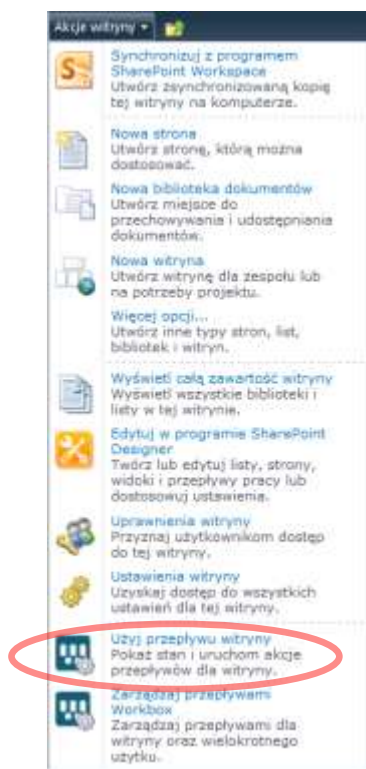 Akcje witryny
Synchronizuj z programem
SharePoint Workspace
Utwórz zsynchronizowaną kopię
tej witryny na komputerze.
Nowa strona
Utwórz stronę, którą można
dostosować.
Nowa biblioteka dokumentów
Utwórz miejsce do
przechowywania i udostępniania
dokumentów.
Nowa witryna
Utwórz witrynę dla zespołu lub
na potrzeby projektu.
Więcej opcji...
Utwórz inne typy stron, list,
bibliotek i witryn.
Wyświetl całą zawartość witryny
Wyświetl wszystkie biblioteki i
listy w tej witrynie.
Edytuj w programie SharePoint
Designer
Twórz lub edytuj listy, strony,
widoki i przepływy pracy lub
dostosowuj ustawienia.
Uprawnienia witryny
Przyznaj użytkownikom dostęp
do tej witryny.
Ustawienia witryny
Uzyskaj dostęp do wszystkich
ustawień dla tej witryny.
Użyj przepływu witryny
Pokaż stan i uruchom akcje
przepływów dla witryny.
Zarządzaj przepływami
Workbox
Zarządzaj przepływami dla
witryny oraz wielokrotnego
użytku.